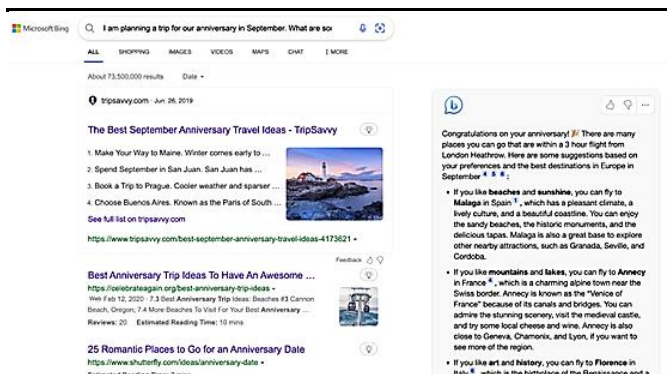 Microsoft Bing
I am planning a trip for our anniversary in September. What are so
ALL SHOPPING IMAGES VIDEOS MAPS CHAT MORE
About 73,500,000 results Date
tripsavvy.com · Jun 26, 2019
The Best September Anniversary Travel Ideas - TripSavvy
1. Make Your Way to Maine. Winter comes early to ...
2. Spend September in San Juan. San Juan has ...
3. Book a Trip to Prague. Cooler weather and sparser ...
4. Choose Buenos Aires. Known as the Paris of South ...
See full list on tripsavvy.com
https://www.tripsavvy.com/best-september-anniversary-travel-ideas-4173621
Feedback
Best Anniversary Trip Ideas To Have An Awesome ...
https://celebrateagain.org/best-anniversary-trip-ideas
Web Feb 12, 2020 · 7.3 Best Anniversary Trip Ideas: Beaches #3 Cannon
Beach, Oregon; 7.4 More Beaches To Visit For Your Best Anniversary ...
Reviews: 20 Estimated Reading Time: 10 mins
25 Romantic Places to Go for an Anniversary Date
https://www.shutterfly.com/ideas/anniversary-date
b
Congratulations on your anniversary! 🎉 There are many
places you can go that are within a 3 hour flight from
London Heathrow. Here are some suggestions based on
your preferences and the best destinations in Europe in
September 4 5 6 :
• If you like beaches and sunshine, you can fly to
Malaga in Spain 1 , which has a pleasant climate, a
lively culture, and a beautiful coastline. You can enjoy
the sandy beaches, the historic monuments, and the
delicious tapas. Malaga is also a great base to explore
other nearby attractions, such as Granada, Seville, and
Cordoba.
• If you like mountains and lakes, you can fly to Annecy
in France 4 , which is a charming alpine town near the
Swiss border. Annecy is known as the "Venice of
France" because of its canals and bridges. You can
admire the stunning scenery, visit the medieval castle,
and try some local cheese and wine. Annecy is also
close to Geneva, Chamonix, and Lyon, if you want to
see more of the region.
• If you like art and history, you can fly to Florence in
Italy, which is the birthplace of the Renaissance and a